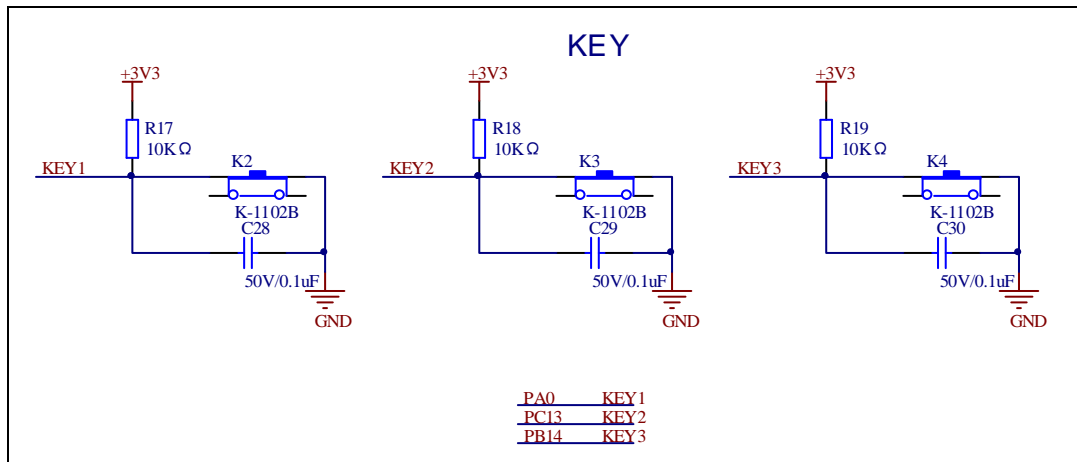 KEY
+3V3
R17
10KΩ
KEY1
K2
K-1102B
C28
50V/0.1uF
GND
+3V3
R18
10KΩ
KEY2
K3
K-1102B
C29
50V/0.1uF
GND
+3V3
R19
10KΩ
KEY3
K4
K-1102B
C30
50V/0.1uF
GND
PA0 KEY1
PC13 KEY2
PB14 KEY3